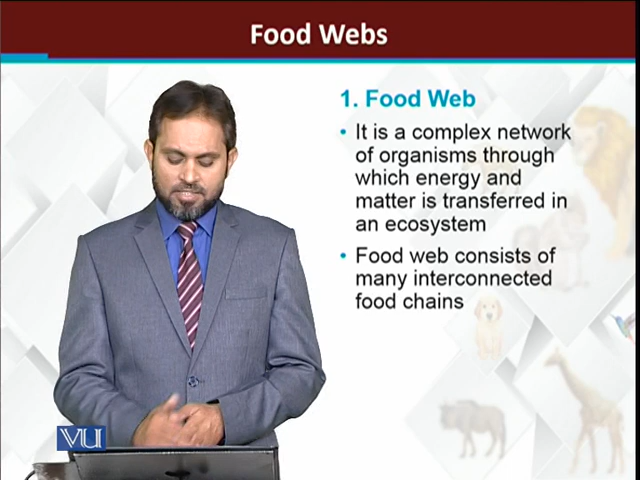 Food Webs
1. Food Web
• It is a complex network
of organisms through
which energy and
matter is transferred in
an ecosystem
• Food web consists of
many interconnected
food chains
VU